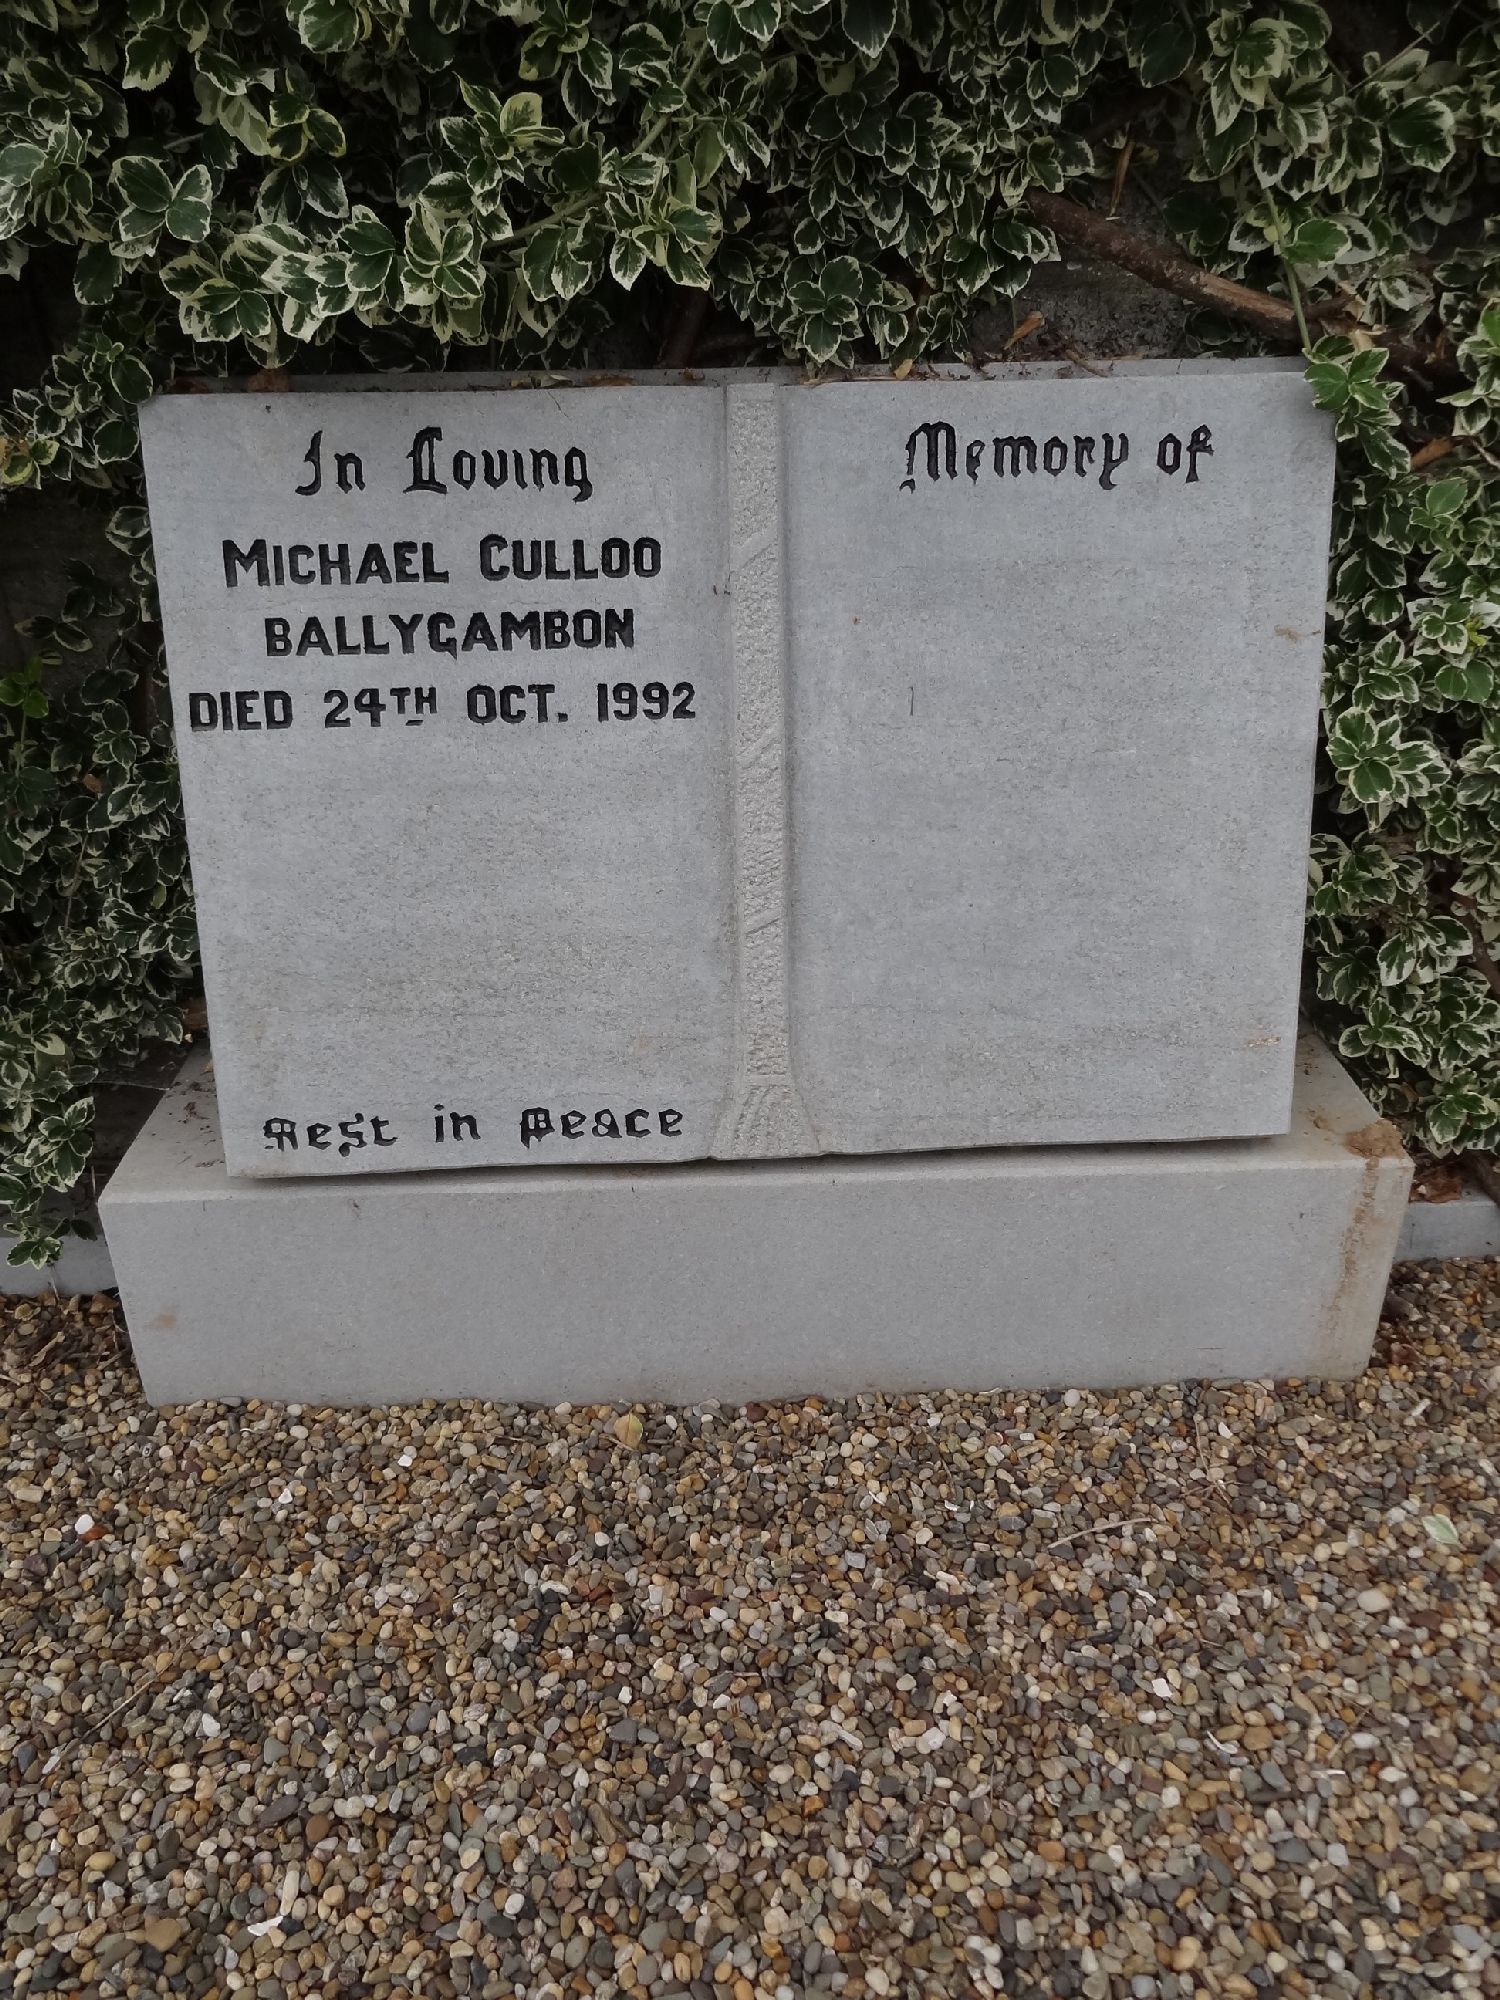 In Loving Memory of
MICHAEL CULLOO
BALLYGAMBON
DIED 24TH OCT. 1992
Rest in Peace